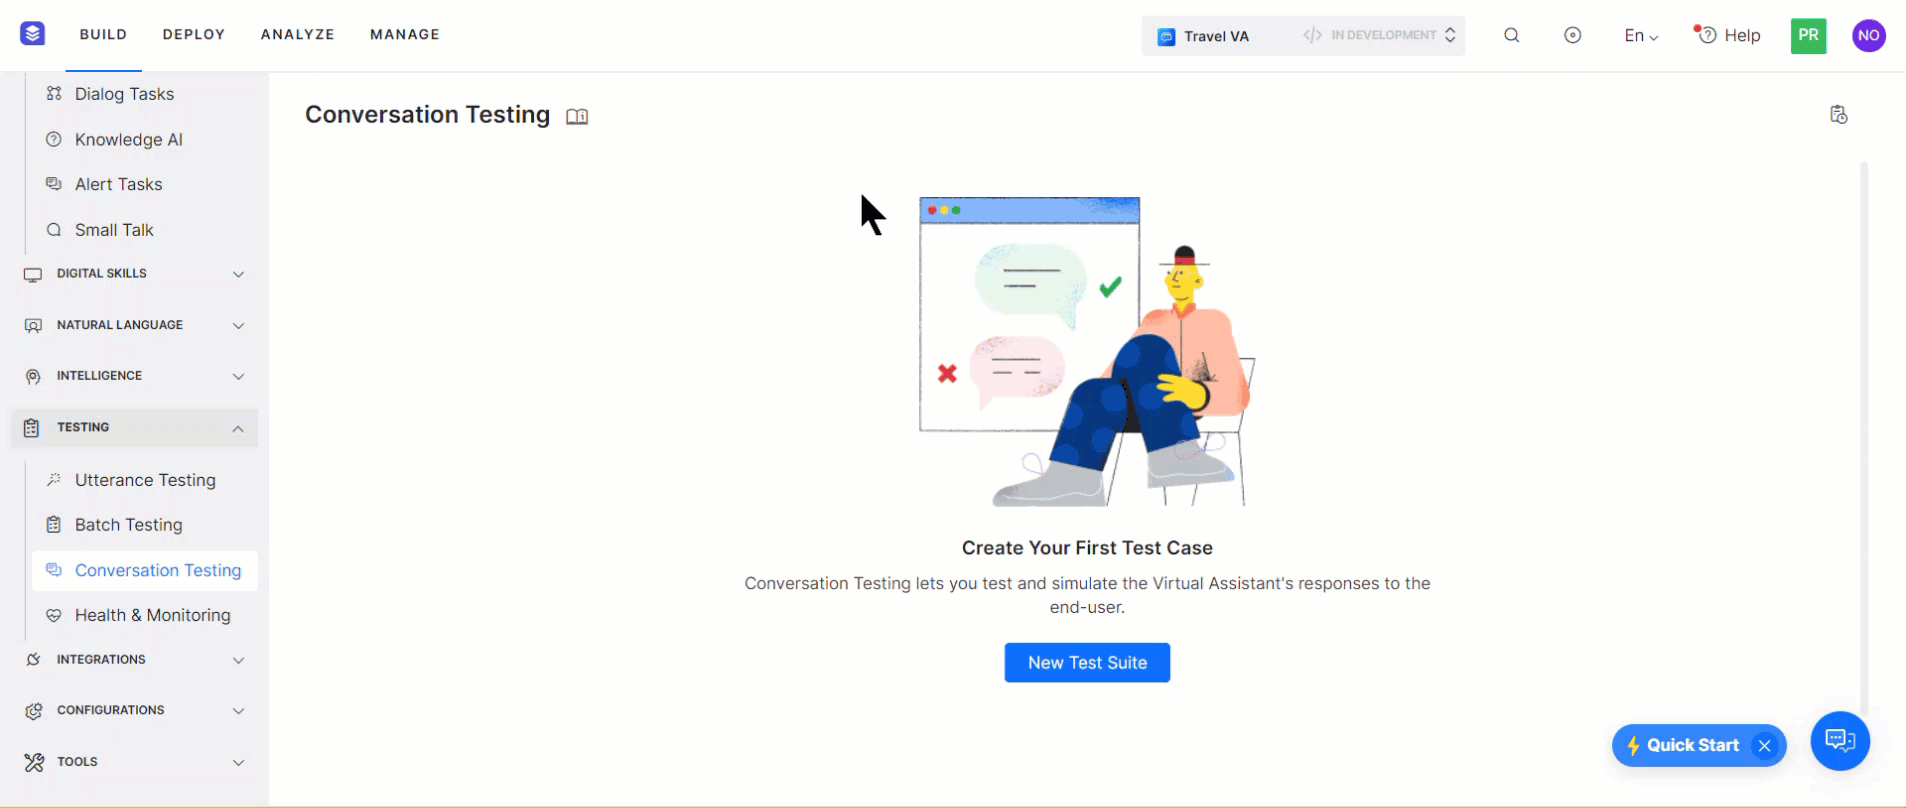 BUILD DEPLOY ANALYZE MANAGE Travel VA </> IN DEVELOPMENT En Help PR NO
Dialog Tasks
Knowledge AI
Alert Tasks
Small Talk
DIGITAL SKILLS
NATURAL LANGUAGE
INTELLIGENCE
TESTING
Utterance Testing
Batch Testing
Conversation Testing
Health & Monitoring
INTEGRATIONS
CONFIGURATIONS
TOOLS
Conversation Testing
Create Your First Test Case
Conversation Testing lets you test and simulate the Virtual Assistant's responses to the
end-user.
New Test Suite
Quick Start